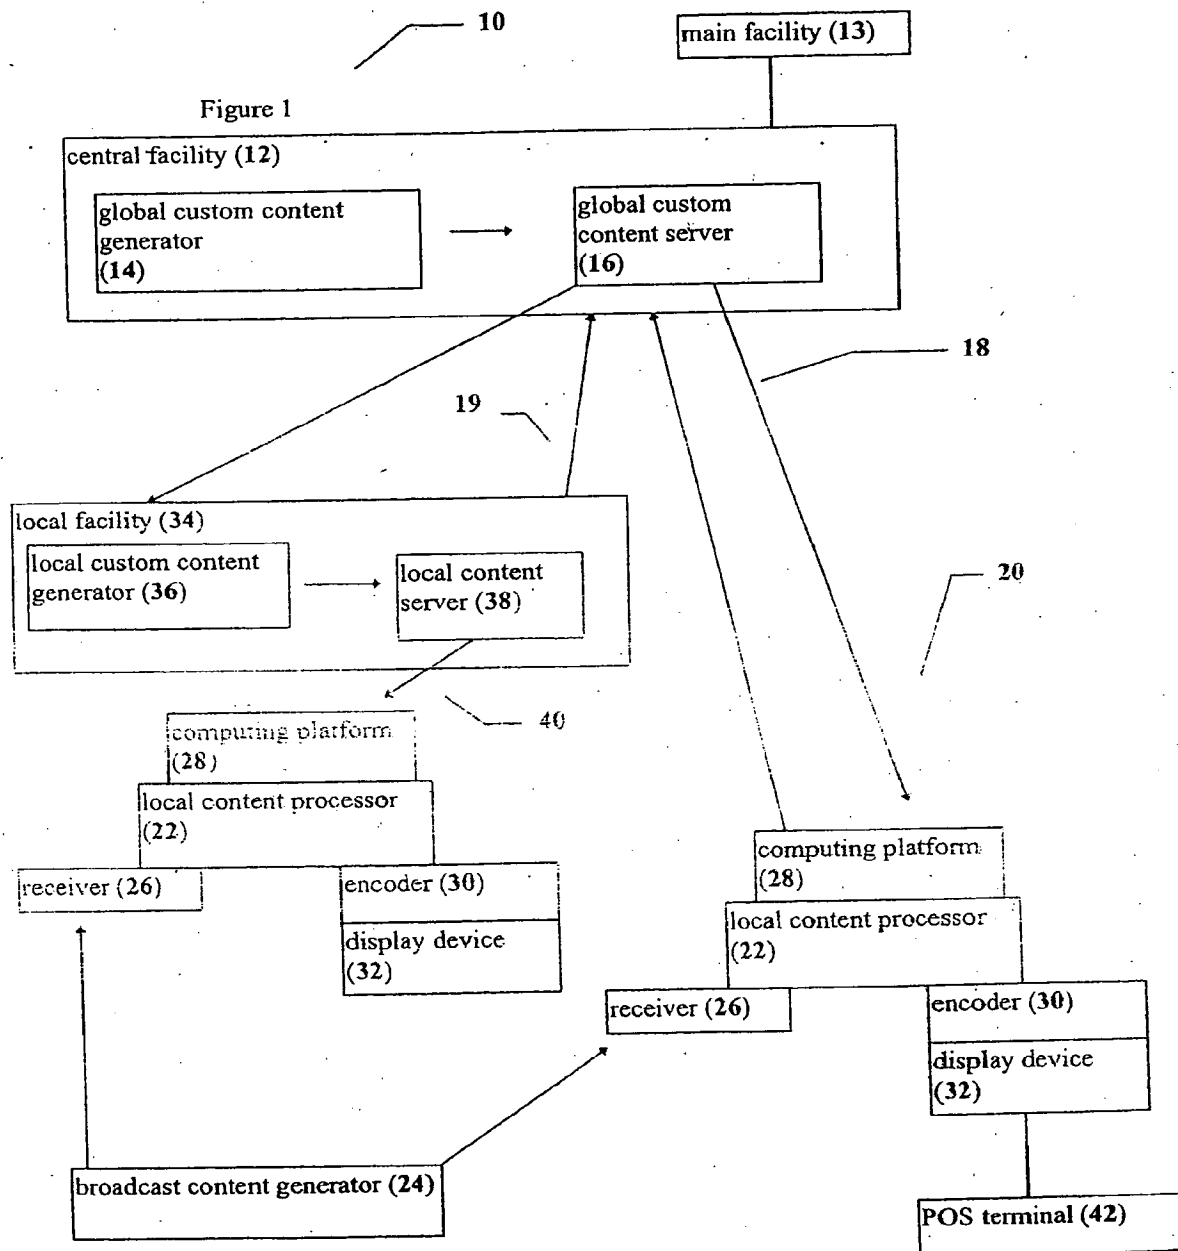 10
main facility (13)
Figure 1
central facility (12)
global custom content
generator
(14)
global custom
content server
(16)
18
19
local facility (34)
local custom content
generator (36)
local content
server (38)
20
40
computing platform
(28)
local content processor
(22)
receiver (26)
encoder (30)
display device
(32)
computing platform
(28)
local content processor
(22)
receiver (26)
encoder (30)
display device
(32)
broadcast content generator (24)
POS terminal (42)